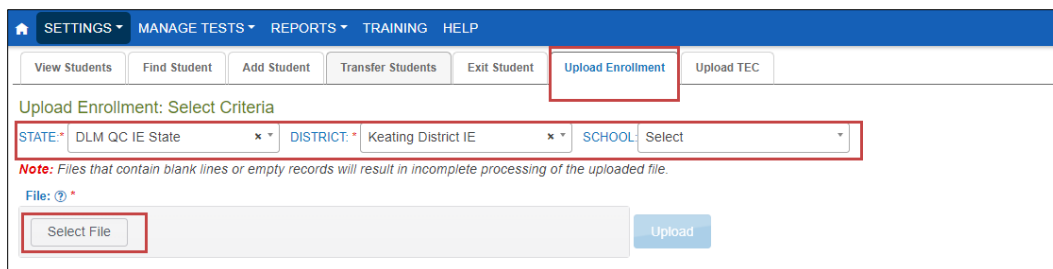 SETTINGS MANAGE TESTS REPORTS TRAINING HELP
View Students Find Student Add Student Transfer Students Exit Student Upload Enrollment Upload TEC
Upload Enrollment: Select Criteria
STATE:* DLM QC IE State × DISTRICT: * Keating District IE × SCHOOL: Select
Note: Files that contain blank lines or empty records will result in incomplete processing of the uploaded file.
File: ? *
Select File Upload